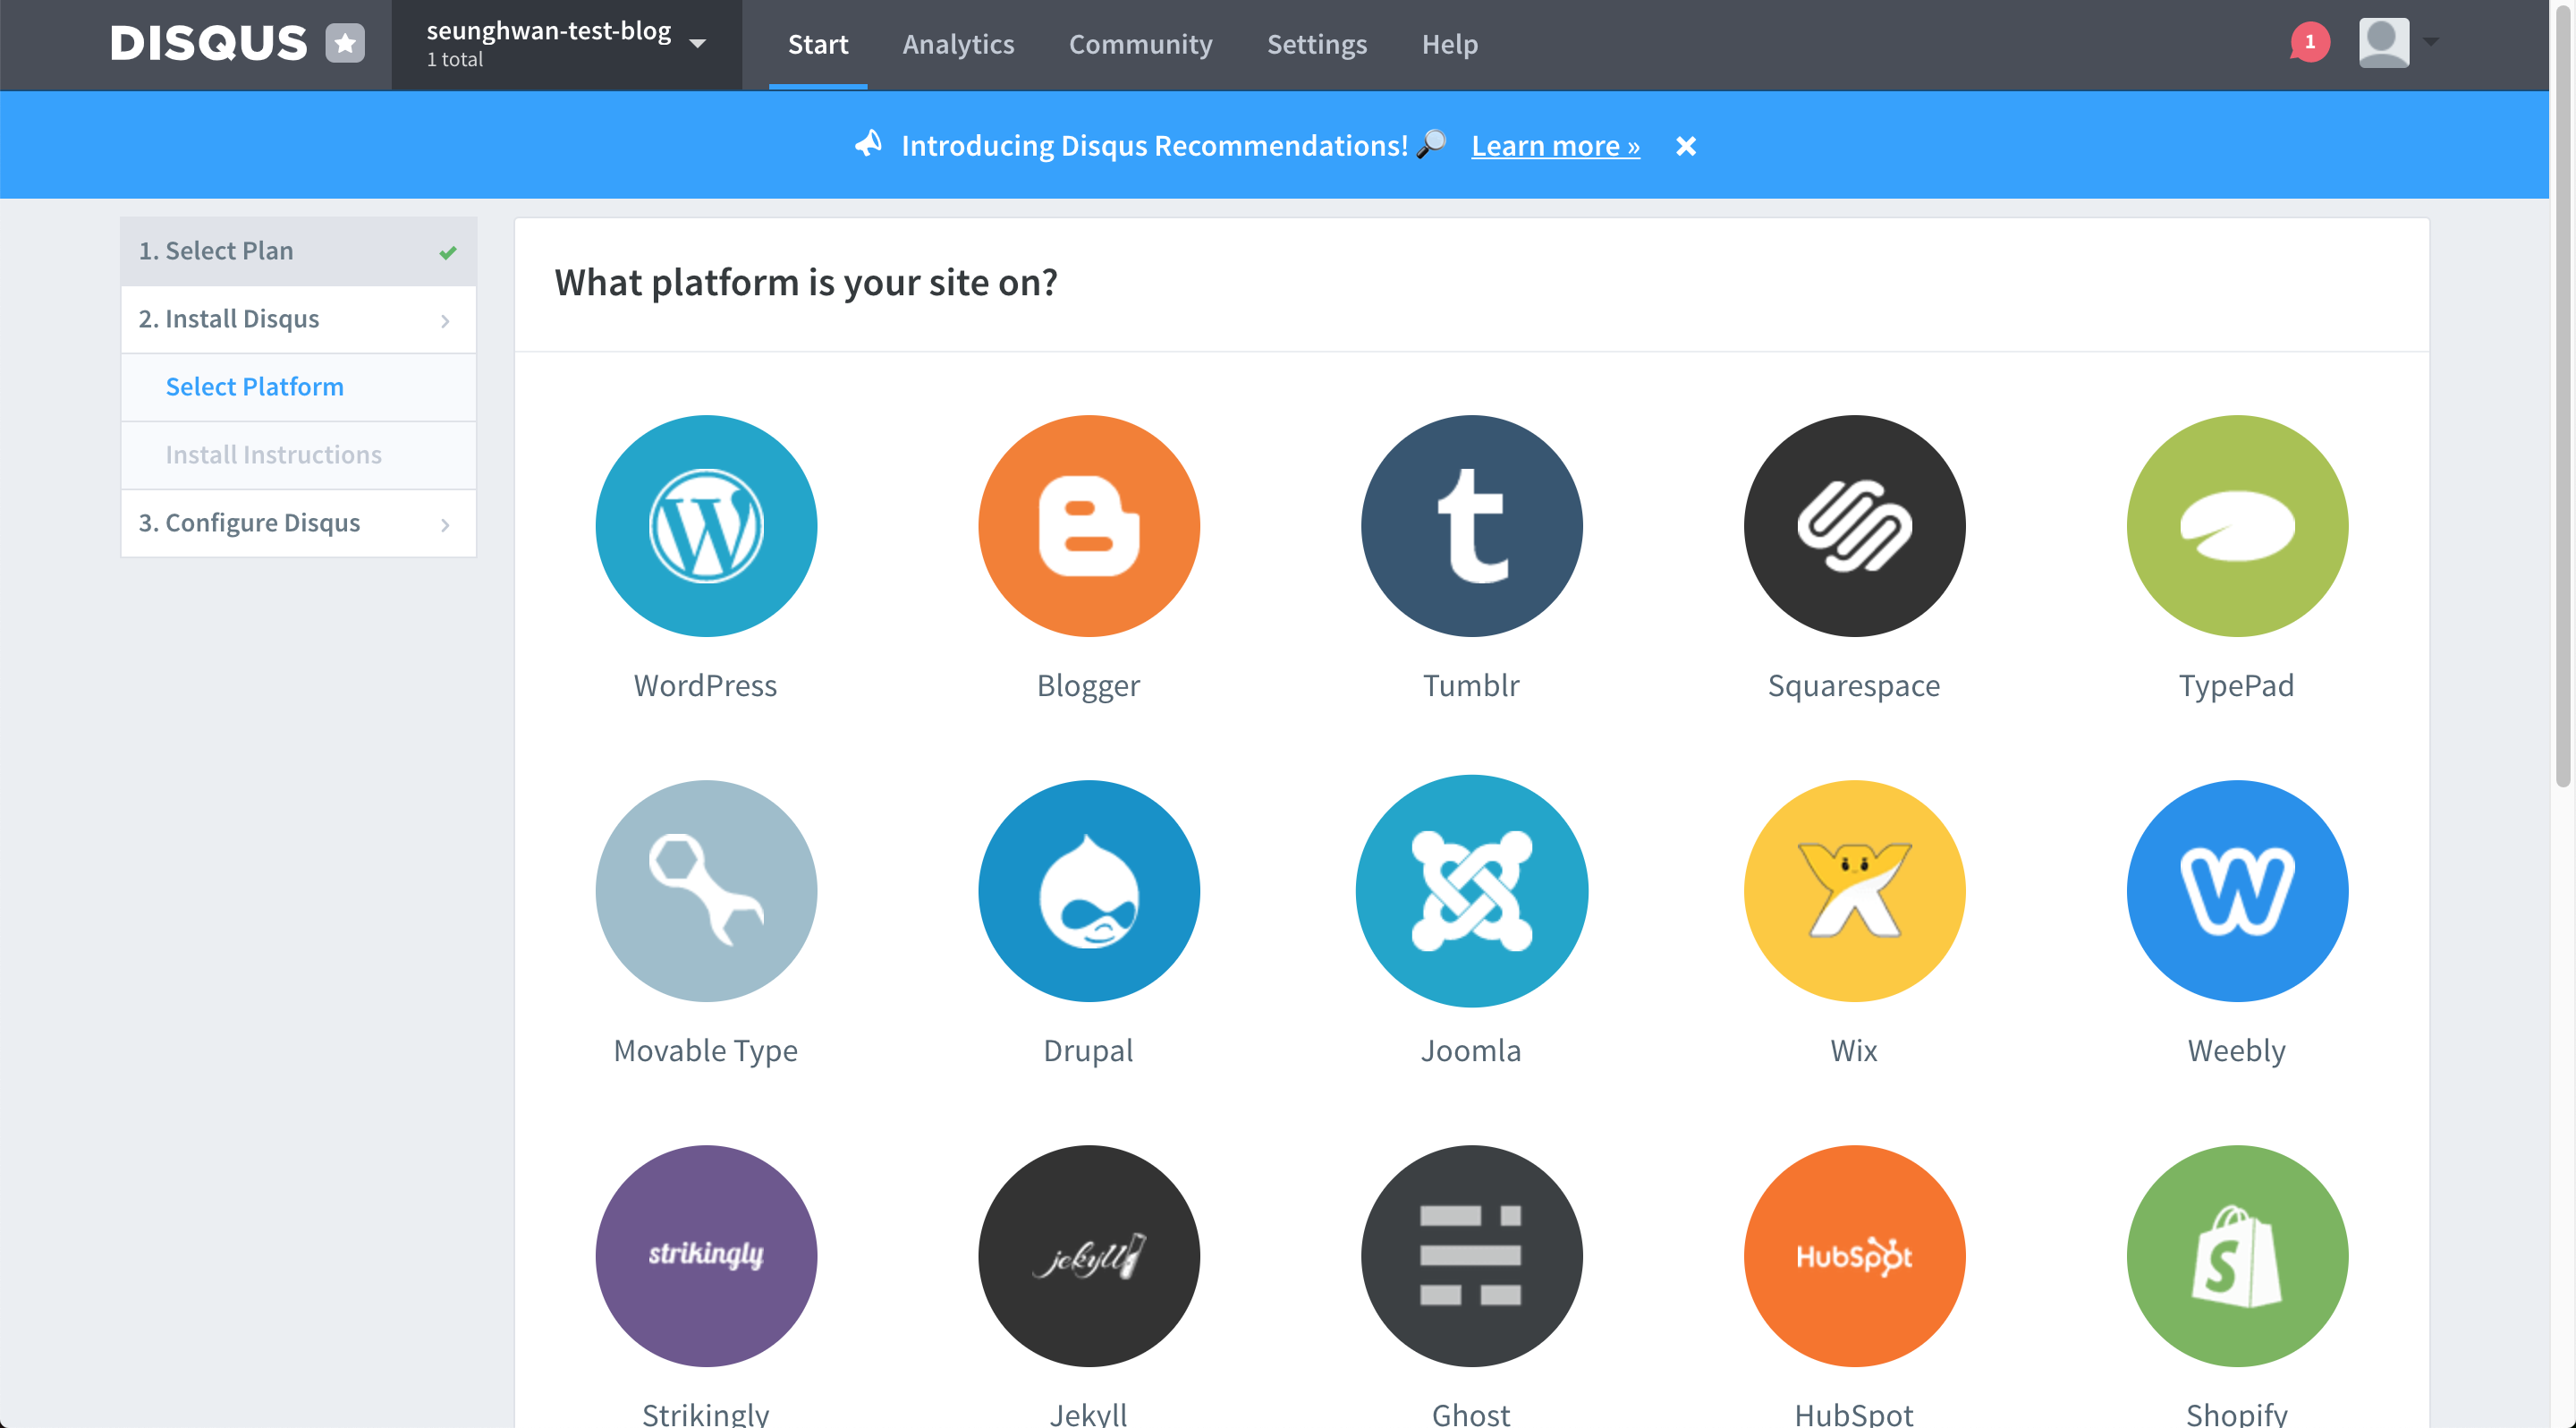 DISQUS
seunghwan-test-blog
1 total
Start
Analytics
Community
Settings
Help
1
Introducing Disqus Recommendations!
Learn more »
1. Select Plan
2. Install Disqus
Select Platform
Install Instructions
3. Configure Disqus
What platform is your site on?
WordPress
Blogger
Tumblr
Squarespace
TypePad
Movable Type
Drupal
Joomla
Wix
Weebly
strikingly
jekyll
HubSpot
Strikingly
Jekyll
Ghost
HubSpot
Shopify